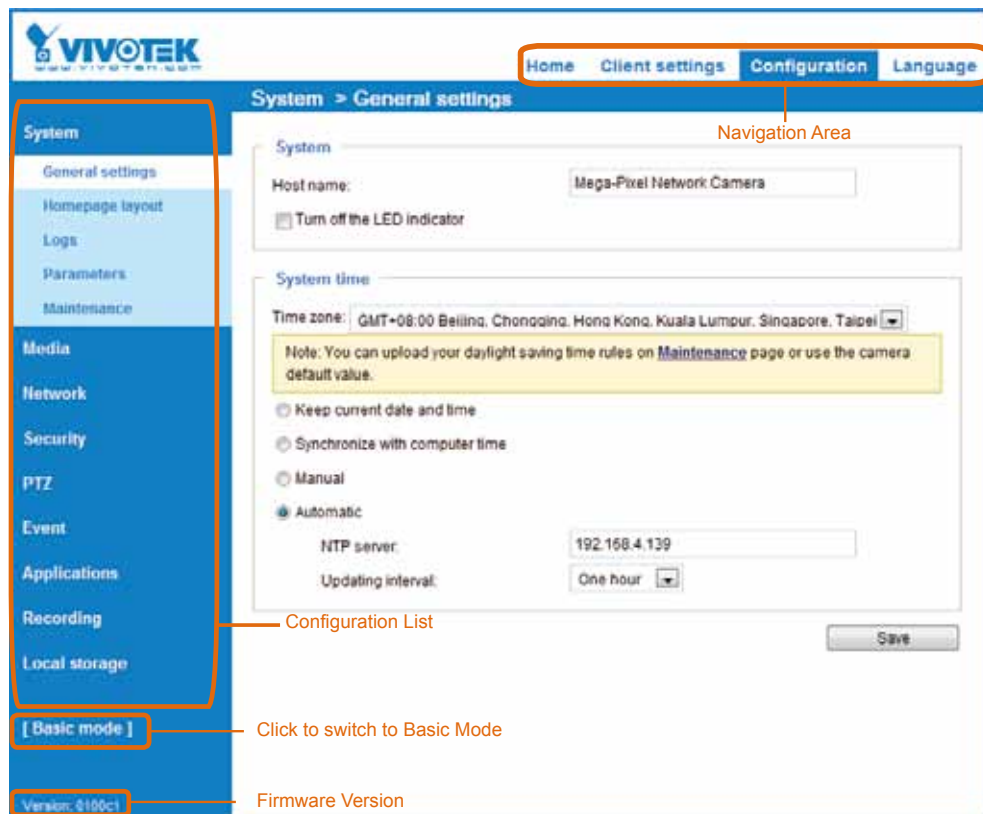 VIVOTEK
www.vivotek.com
Home Client settings Configuration Language
System > General settings
Navigation Area
System
General settings
Homepage layout
Logs
Parameters
Maintenance
Media
Network
Security
PTZ
Event
Applications
Recording
Local storage
[ Basic mode ]
Version: 0100c1
System
Host name: Mega-Pixel Network Camera
Turn off the LED indicator
System time
Time zone: GMT+08:00 Beijing, Chongqing, Hong Kong, Kuala Lumpur, Singapore, Taipei
Note: You can upload your daylight saving time rules on Maintenance page or use the camera
default value.
Keep current date and time
Synchronize with computer time
Manual
Automatic
NTP server: 192.168.4.139
Updating interval: One hour
Save
Configuration List
Click to switch to Basic Mode
Firmware Version